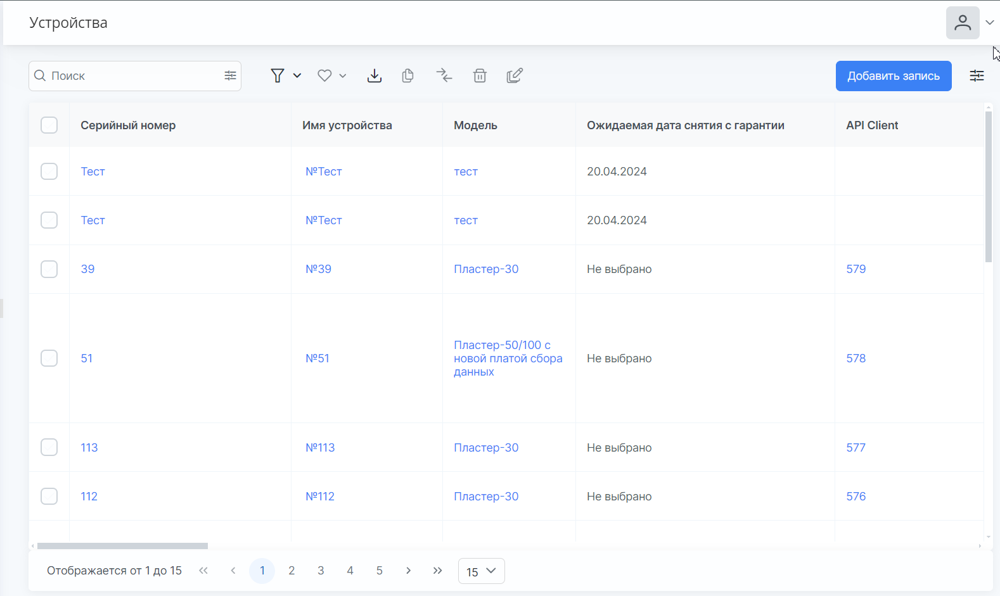 Устройства
Поиск
Добавить запись
Серийный номер Имя устройства Модель Ожидаемая дата снятия с гарантии API Client
Тест №Тест тест 20.04.2024
Тест №Тест тест 20.04.2024
39 №39 Пластер-30 Не выбрано 579
51 №51 Пластер-50/100 с
новой платой сбора
данных Не выбрано 578
113 №113 Пластер-30 Не выбрано 577
112 №112 Пластер-30 Не выбрано 576
Отображается от 1 до 15 « ‹ 1 2 3 4 5 › » 15